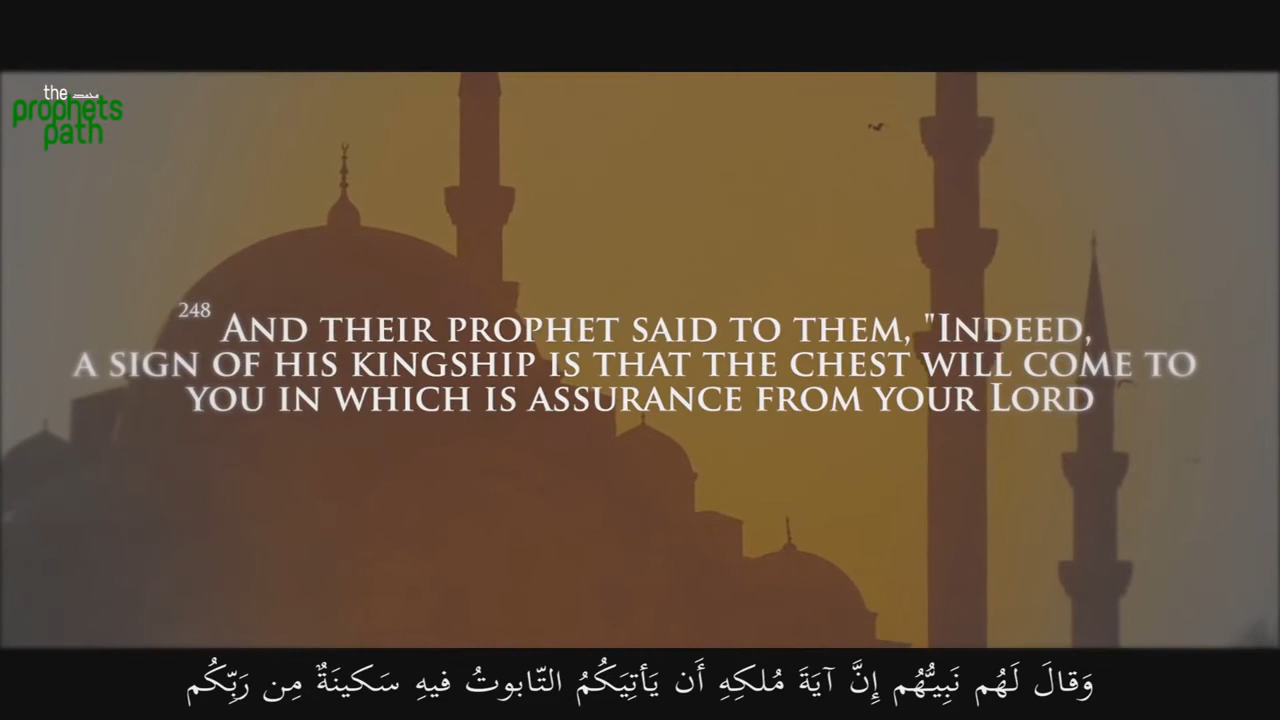 the
prophets
path
248 And their prophet said to them, "Indeed,
a sign of his kingship is that the chest will come to
you in which is assurance from your Lord
وَقالَ لَهُم نَبِيُّهُم إِنَّ آيَةَ مُلكِهِ أَن يَأتِيَكُمُ التّابوتُ فيهِ سَكينَةٌ مِن رَبِّكُم